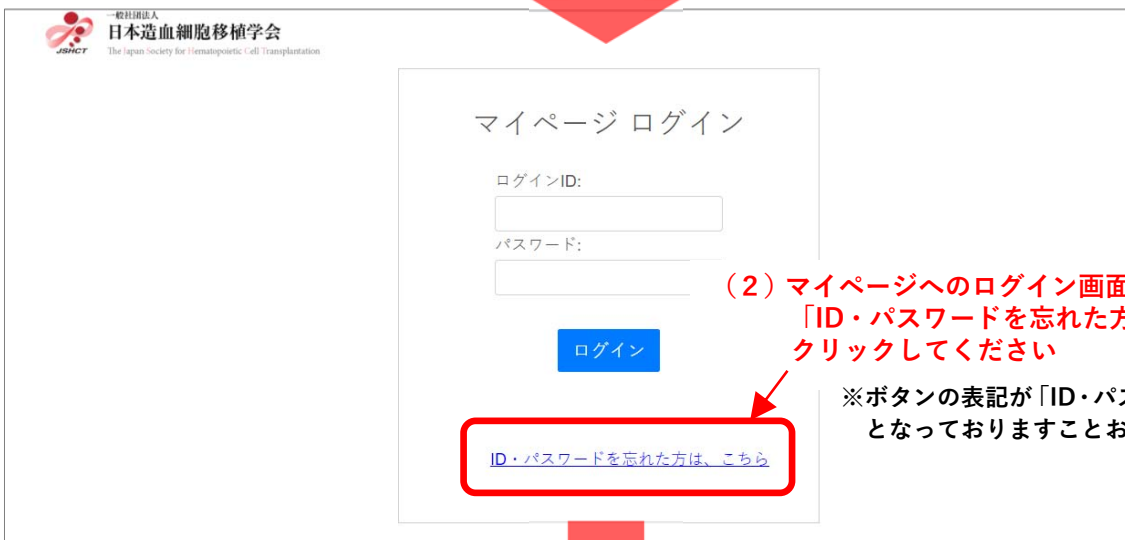 一般社団法人
日本造血細胞移植学会
JSHCT
The Japan Society for Hematopoietic Cell Transplantation
マイページ ログイン
ログインID:
パスワード:
（2）マイページへのログイン画面
「ID・パスワードを忘れた方
クリックしてください
ログイン
※ボタンの表記が「ID・パス
となっておりますことお
ID・パスワードを忘れた方は、こちら